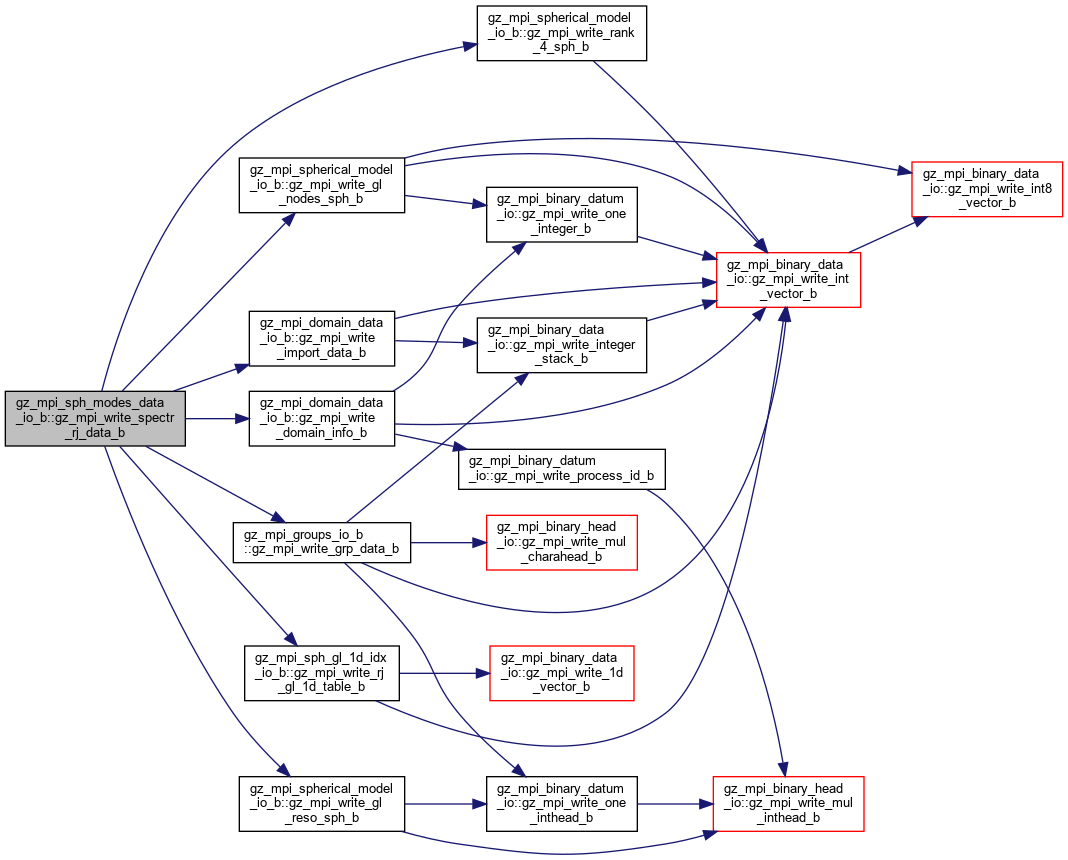 gz_mpi_spherical_model
_io_b::gz_mpi_write_rank
_4_sph_b
gz_mpi_spherical_model
_io_b::gz_mpi_write_gl
_nodes_sph_b
gz_mpi_binary_data
_io::gz_mpi_write_int8
_vector_b
gz_mpi_binary_datum
_io::gz_mpi_write_one
_integer_b
gz_mpi_binary_data
_io::gz_mpi_write_int
_vector_b
gz_mpi_domain_data
_io_b::gz_mpi_write
_import_data_b
gz_mpi_binary_data
_io::gz_mpi_write_integer
_stack_b
gz_mpi_sph_modes_data
_io_b::gz_mpi_write_spectr
_rj_data_b
gz_mpi_domain_data
_io_b::gz_mpi_write
_domain_info_b
gz_mpi_binary_datum
_io::gz_mpi_write_process_id_b
gz_mpi_groups_io_b
::gz_mpi_write_grp_data_b
gz_mpi_binary_head
_io::gz_mpi_write_mul
_charahead_b
gz_mpi_sph_gl_1d_idx
_io_b::gz_mpi_write_rj
_gl_1d_table_b
gz_mpi_binary_data
_io::gz_mpi_write_1d
_vector_b
gz_mpi_spherical_model
_io_b::gz_mpi_write_gl
_reso_sph_b
gz_mpi_binary_datum
_io::gz_mpi_write_one
_inthead_b
gz_mpi_binary_head
_io::gz_mpi_write_mul
_inthead_b